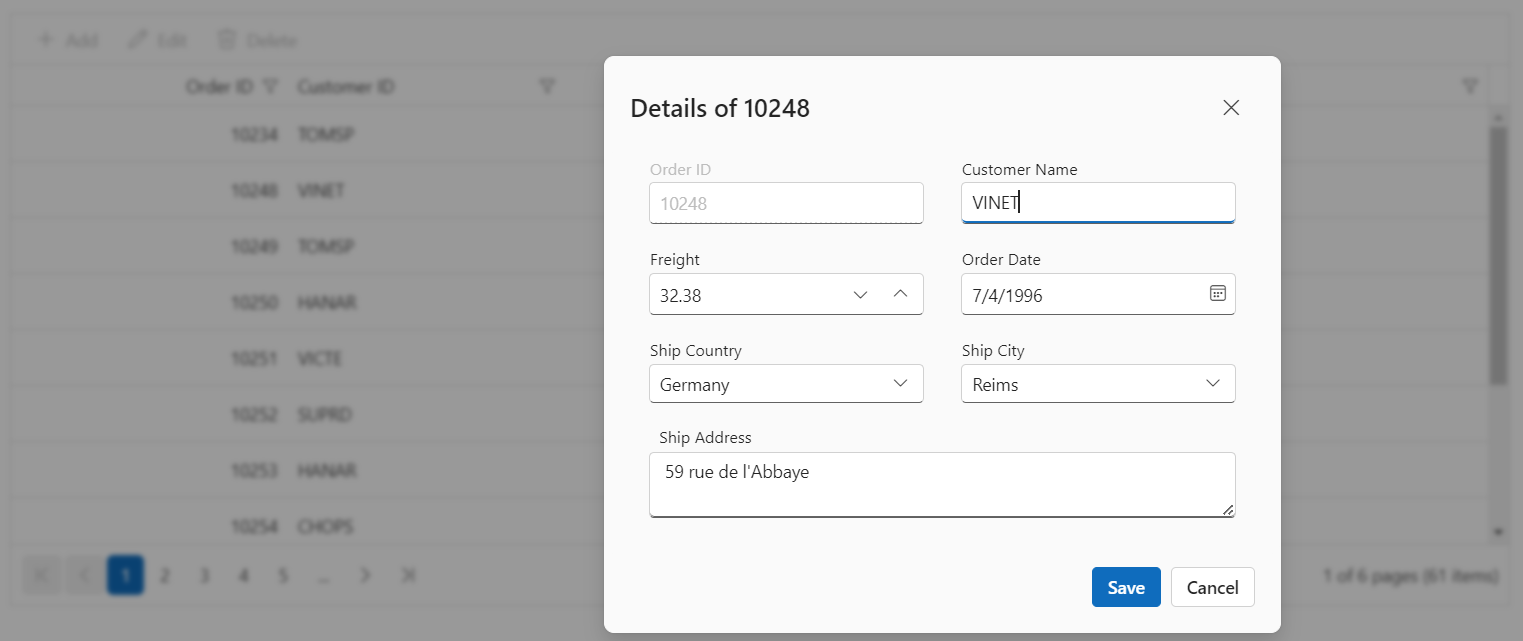 Add Edit Delete
Order ID Customer ID
10234 TOMSP
10248 VINET
10249 TOMSP
10250 HANAR
10251 VICTE
10252 SUPRD
10253 HANAR
10254 CHOPS
1 2 3 4 5 ...
1 of 6 pages (61 items)
Details of 10248
Order ID Customer Name
10248 VINET
Freight Order Date
32.38 7/4/1996
Ship Country Ship City
Germany Reims
Ship Address
59 rue de l'Abbaye
Save Cancel